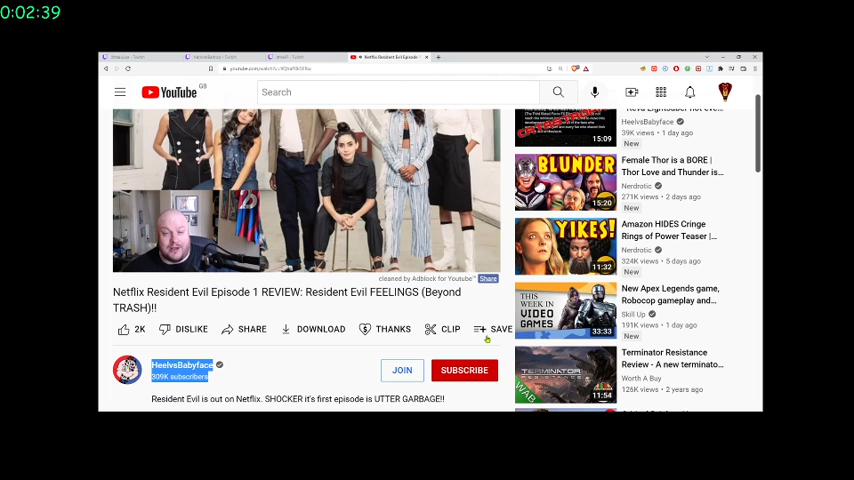 0:02:39
Netflix Resident Evil Episode
YouTube GB
Search
15:09
HeelvsBabyface
39K views • 1 day ago
New
BLUNDER
15:20
Female Thor is a BORE |
Thor Love and Thunder is...
Nerdrotic
271K views • 2 days ago
New
YIKES!
11:32
Amazon HIDES Cringe
Rings of Power Teaser |...
Nerdrotic
324K views • 5 days ago
New
THIS
WEEK IN
VIDEO
GAMES
33:33
New Apex Legends game,
Robocop gameplay and...
Skill Up
191K views • 1 day ago
New
WAB
11:54
Terminator Resistance
Review - A new terminato...
Worth A Buy
126K views • 2 years ago
cleaned by Adblock for Youtube™ Share
Netflix Resident Evil Episode 1 REVIEW: Resident Evil FEELINGS (Beyond
TRASH)!!
2K DISLIKE SHARE DOWNLOAD THANKS CLIP SAVE
HeelvsBabyface
309K subscribers
JOIN SUBSCRIBE
Resident Evil is out on Netflix. SHOCKER it's first episode is UTTER GARBAGE!!